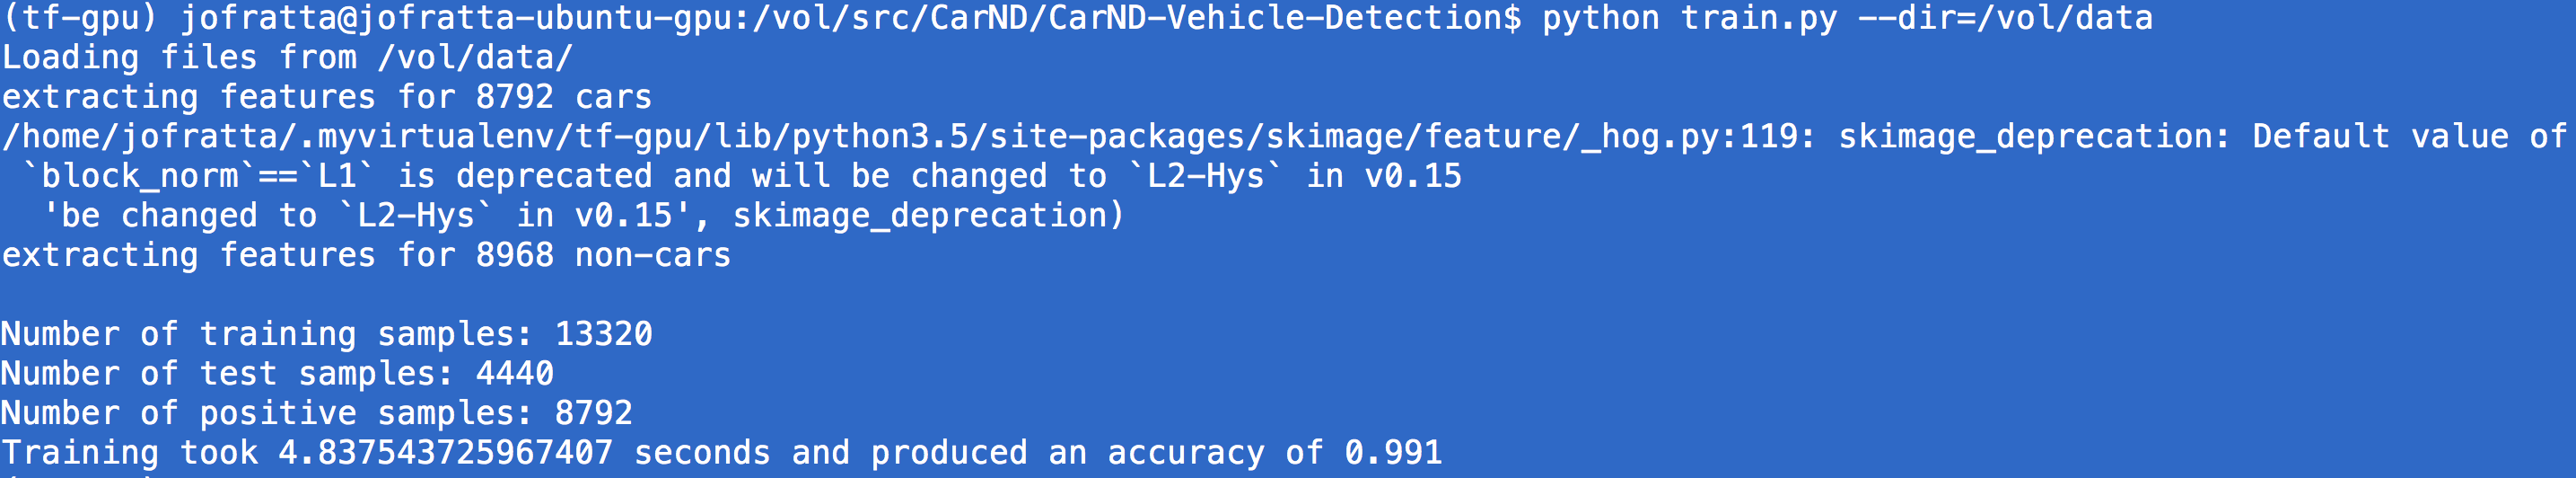 (tf-gpu) jofratta@jofratta-ubuntu-gpu:/vol/src/CarND/CarND-Vehicle-Detection$ python train.py --dir=/vol/data
Loading files from /vol/data/
extracting features for 8792 cars
/home/jofratta/.myvirtualenv/tf-gpu/lib/python3.5/site-packages/skimage/feature/_hog.py:119: skimage_deprecation: Default value of
 `block_norm`==`L1` is deprecated and will be changed to `L2-Hys` in v0.15
  'be changed to `L2-Hys` in v0.15', skimage_deprecation)
extracting features for 8968 non-cars

Number of training samples: 13320
Number of test samples: 4440
Number of positive samples: 8792
Training took 4.837543725967407 seconds and produced an accuracy of 0.991